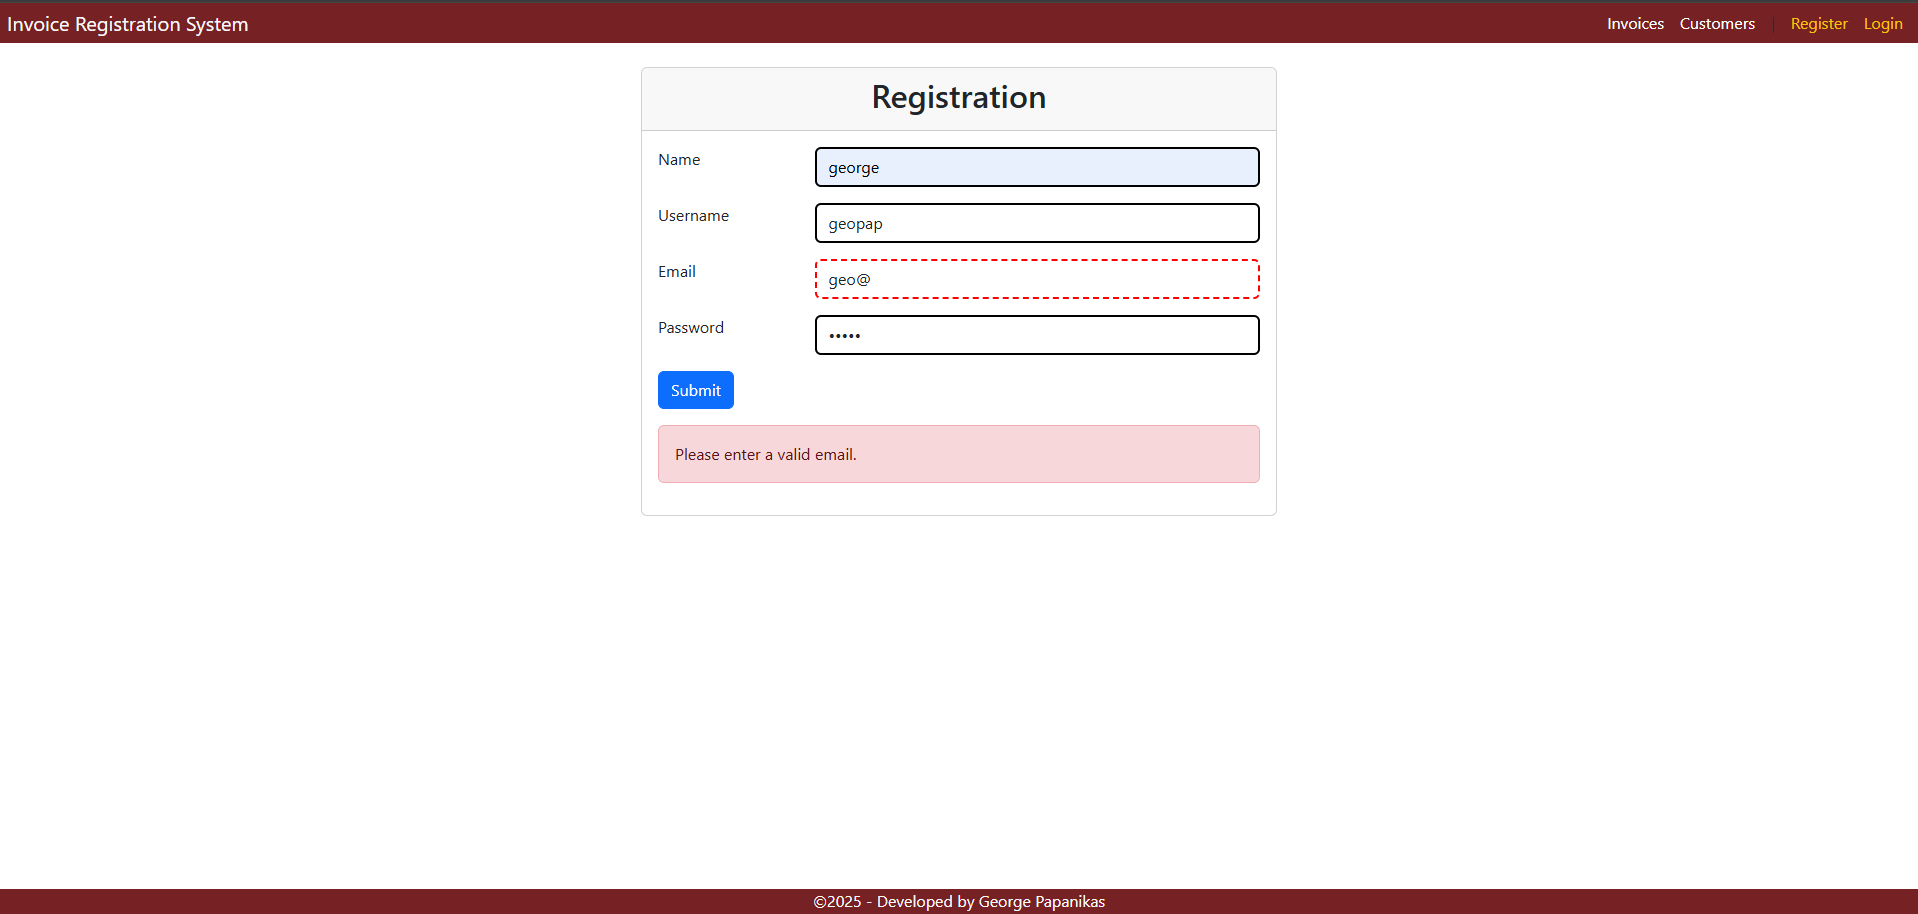 Invoice Registration System
Invoices Customers | Register Login
Registration
Name george
Username geopap
Email geo@
Password •••••
Submit
Please enter a valid email.
©2025 - Developed by George Papanikas